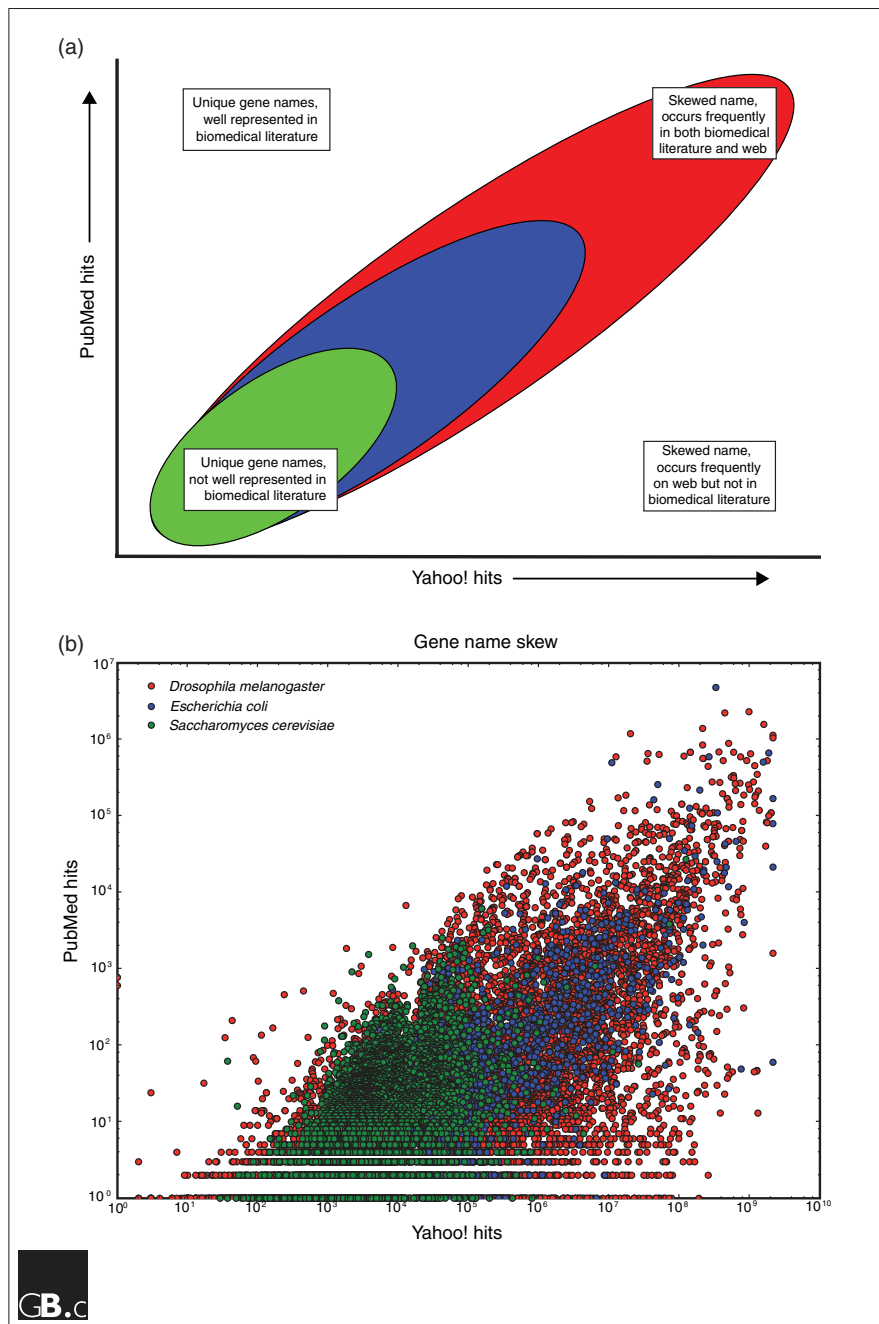 (a)
Unique gene names,
well represented in
biomedical literature
Skewed name,
occurs frequently
in both biomedical
literature and web
PubMed hits
Unique gene names,
not well represented in
biomedical literature
Skewed name,
occurs frequently
on web but not in
biomedical literature
Yahoo! hits
(b)
Gene name skew
10⁷
10⁶
10⁵
10⁴
10³
10²
10¹
10⁰
PubMed hits
Drosophila melanogaster
Escherichia coli
Saccharomyces cerevisiae
10⁰ 10¹ 10² 10³ 10⁴ 10⁵ 10⁶ 10⁷ 10⁸ 10⁹ 10¹⁰
Yahoo! hits
GB.c